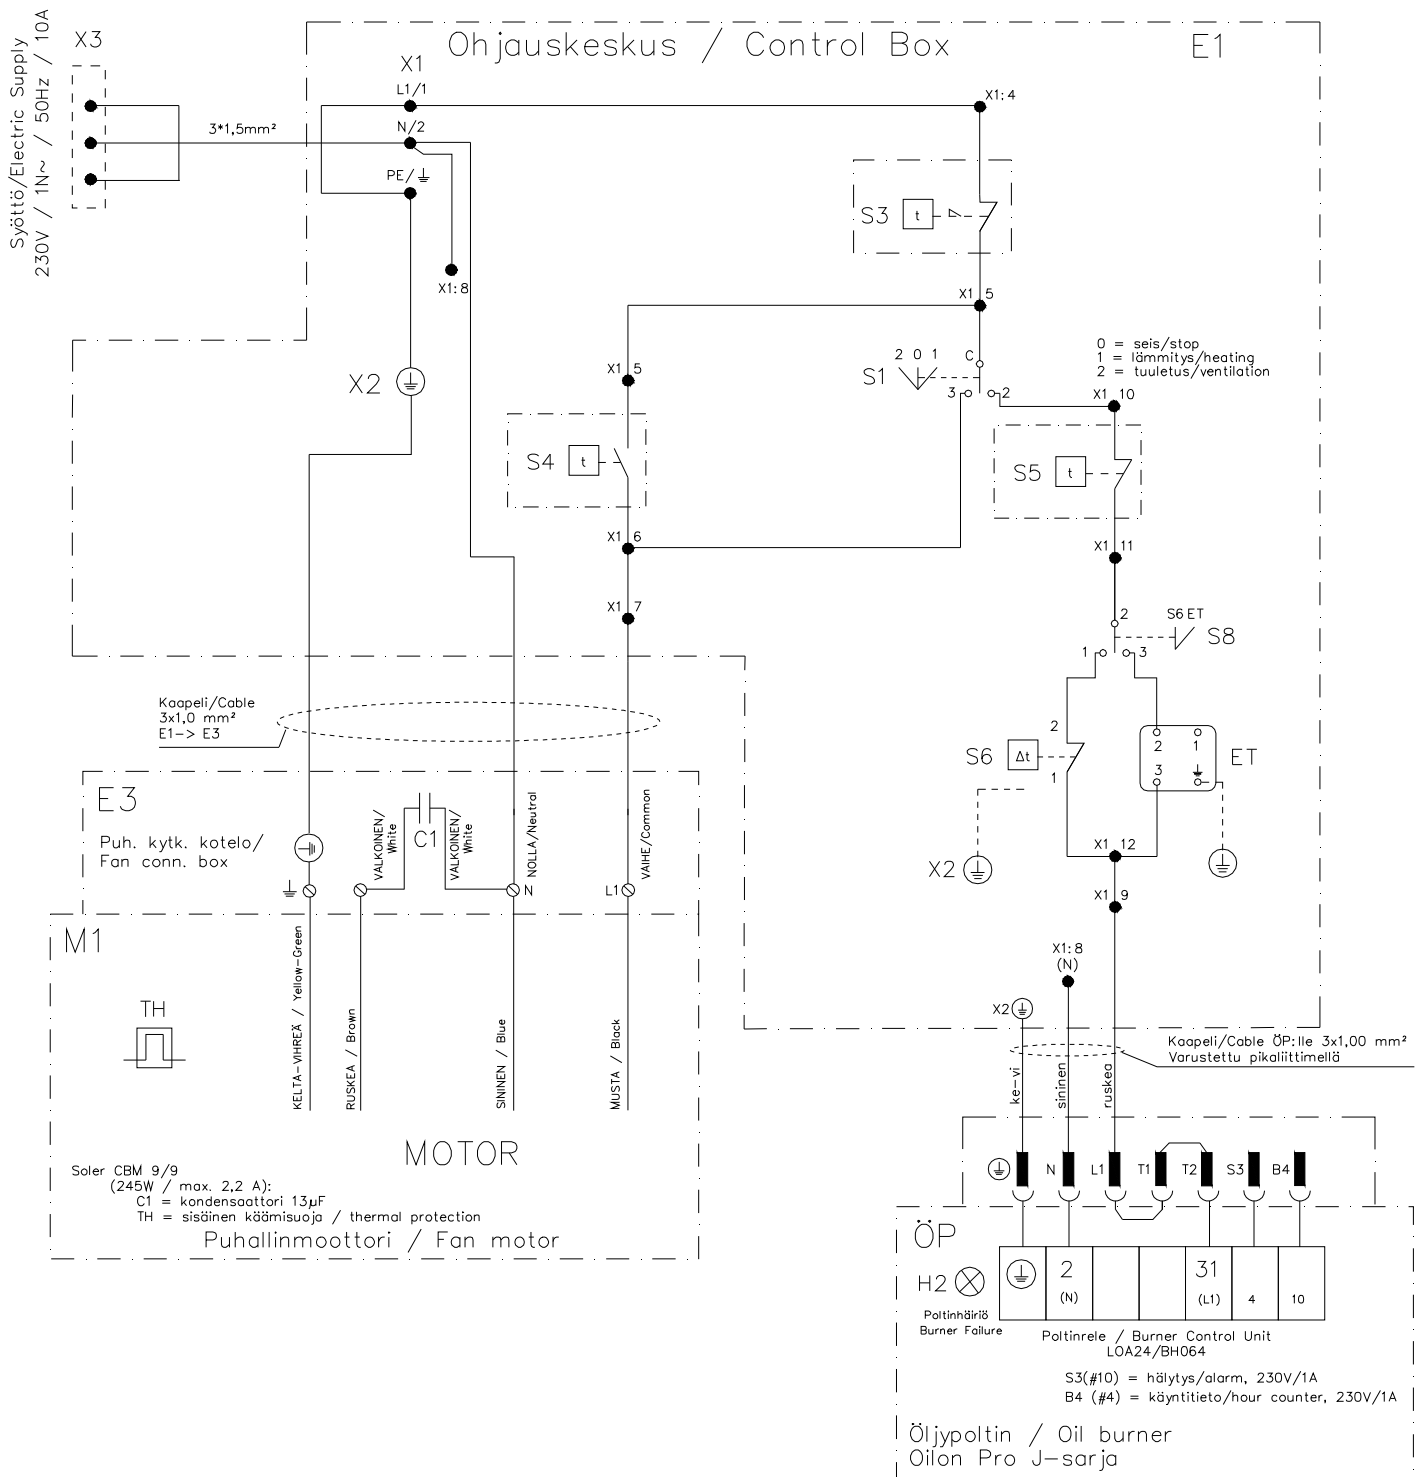 Syöttö/Electric Supply
230V / 1N~ / 50Hz / 10A
X3
3*1,5mm²
Ohjauskeskus / Control Box
E1
X1
L1/1
N/2
PE/
X1:8
X2
X1:4
S3
t
X1 5
0 = seis/stop
1 = lämmitys/heating
2 = tuuletus/ventilation
S1
2 0 1
C
3
2
X1 5
S4
t
X1 6
X1 7
X1 10
S5
t
X1 11
2
S6 ET
S8
1
3
S6
Δt
2
1
2
1
3
ET
X2
X1 12
X1 9
X1:8
(N)
X2
Kaapeli/Cable
3x1,0 mm²
E1-> E3
E3
Puh. kytk. kotelo/
Fan conn. box
VALKOINEN/
White
C1
VALKOINEN/
White
NOLLA/Neutral
VAIHE/Common
N
L1
M1
TH
KELTA-VIHREÄ / Yellow-Green
RUSKEA / Brown
SININEN / Blue
MUSTA / Black
MOTOR
Soler CBM 9/9
(245W / max. 2,2 A):
C1 = kondensaattori 13µF
TH = sisäinen käämisuoja / thermal protection
Puhallinmoottori / Fan motor
Kaapeli/Cable ÖP:lle 3x1,00 mm²
Varustettu pikaliittimellä
ke-vi
sininen
ruskea
N
L1
T1
T2
S3
B4
ÖP
H2
Poltinhäiriö
Burner Failure
2
(N)
31
(L1)
4
10
Poltinrele / Burner Control Unit
LOA24/BH064
S3(#10) = hälytys/alarm, 230V/1A
B4 (#4) = käyntitieto/hour counter, 230V/1A
Öljypoltin / Oil burner
Oilon Pro J-sarja